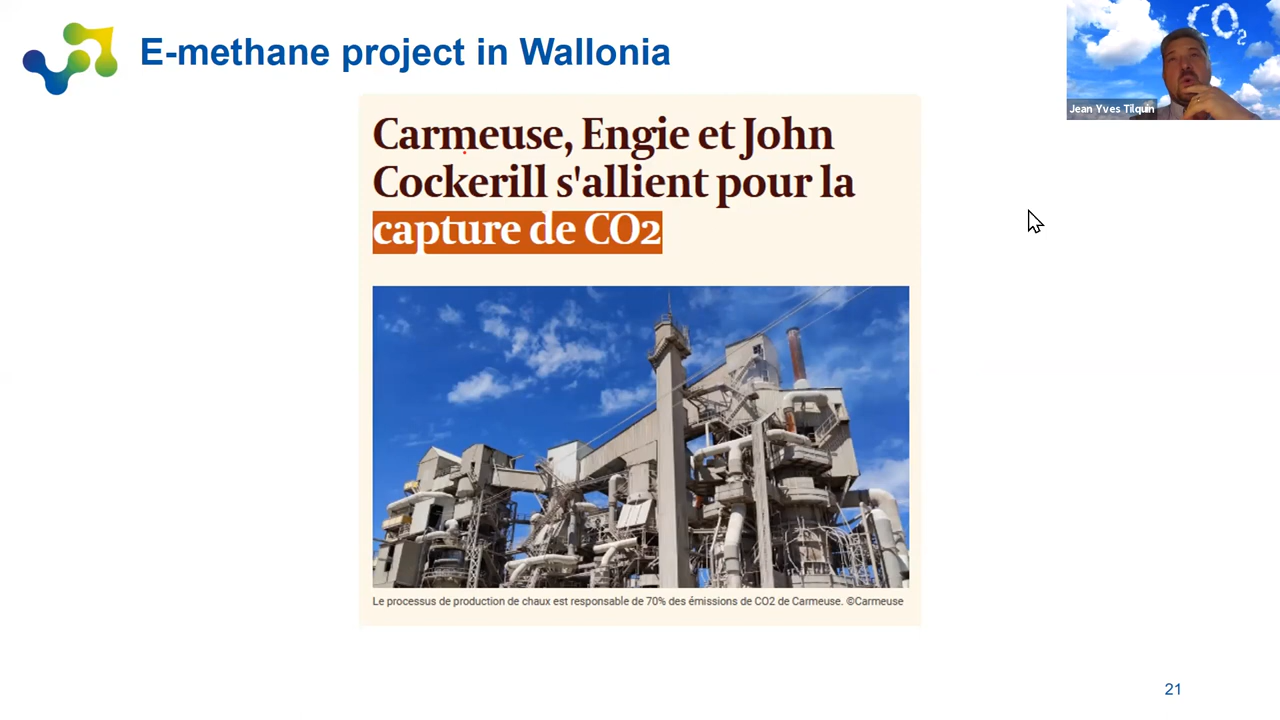 E-methane project in Wallonia
CO2
Jean Yves Tilquin
Carmeuse, Engie et John
Cockerill s'allient pour la
capture de CO2
Le processus de production de chaux est responsable de 70% des émissions de CO2 de Carmeuse. ©Carmeuse
21